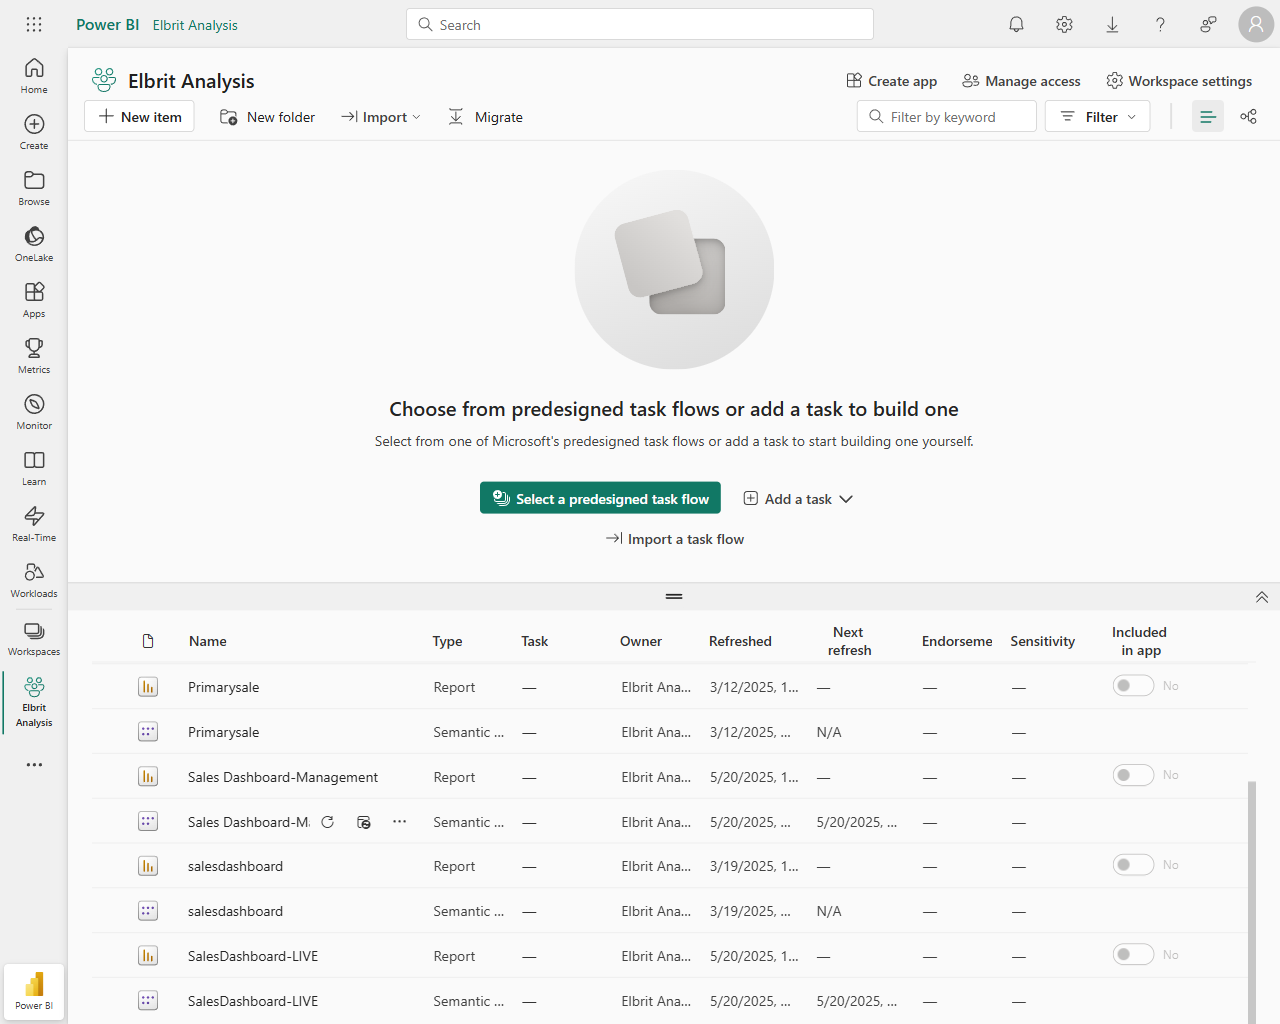 Power BI
Elbrit Analysis
Search
Home
Create
Browse
OneLake
Apps
Metrics
Monitor
Learn
Real-Time
Workloads
Workspaces
Elbrit
Analysis
Power BI
Elbrit Analysis
Create app
Manage access
Workspace settings
New item
New folder
Import
Migrate
Filter by keyword
Filter
Choose from predesigned task flows or add a task to build one
Select from one of Microsoft's predesigned task flows or add a task to start building one yourself.
Select a predesigned task flow
Add a task
Import a task flow
Name Type Task Owner Refreshed Next refresh Endorseme Sensitivity Included in app
Primarysale Report — Elbrit Ana... 3/12/2025, 1... — — — No
Primarysale Semantic ... — Elbrit Ana... 3/12/2025, ... N/A — —
Sales Dashboard-Management Report — Elbrit Ana... 5/20/2025, 1... — — — No
Sales Dashboard-Ma Semantic ... — Elbrit Ana... 5/20/2025, ... 5/20/2025, ... — —
salesdashboard Report — Elbrit Ana... 3/19/2025, 1... — — — No
salesdashboard Semantic ... — Elbrit Ana... 3/19/2025, ... N/A — —
SalesDashboard-LIVE Report — Elbrit Ana... 5/20/2025, 1... — — — No
SalesDashboard-LIVE Semantic ... — Elbrit Ana... 5/20/2025, ... 5/20/2025, ... — —